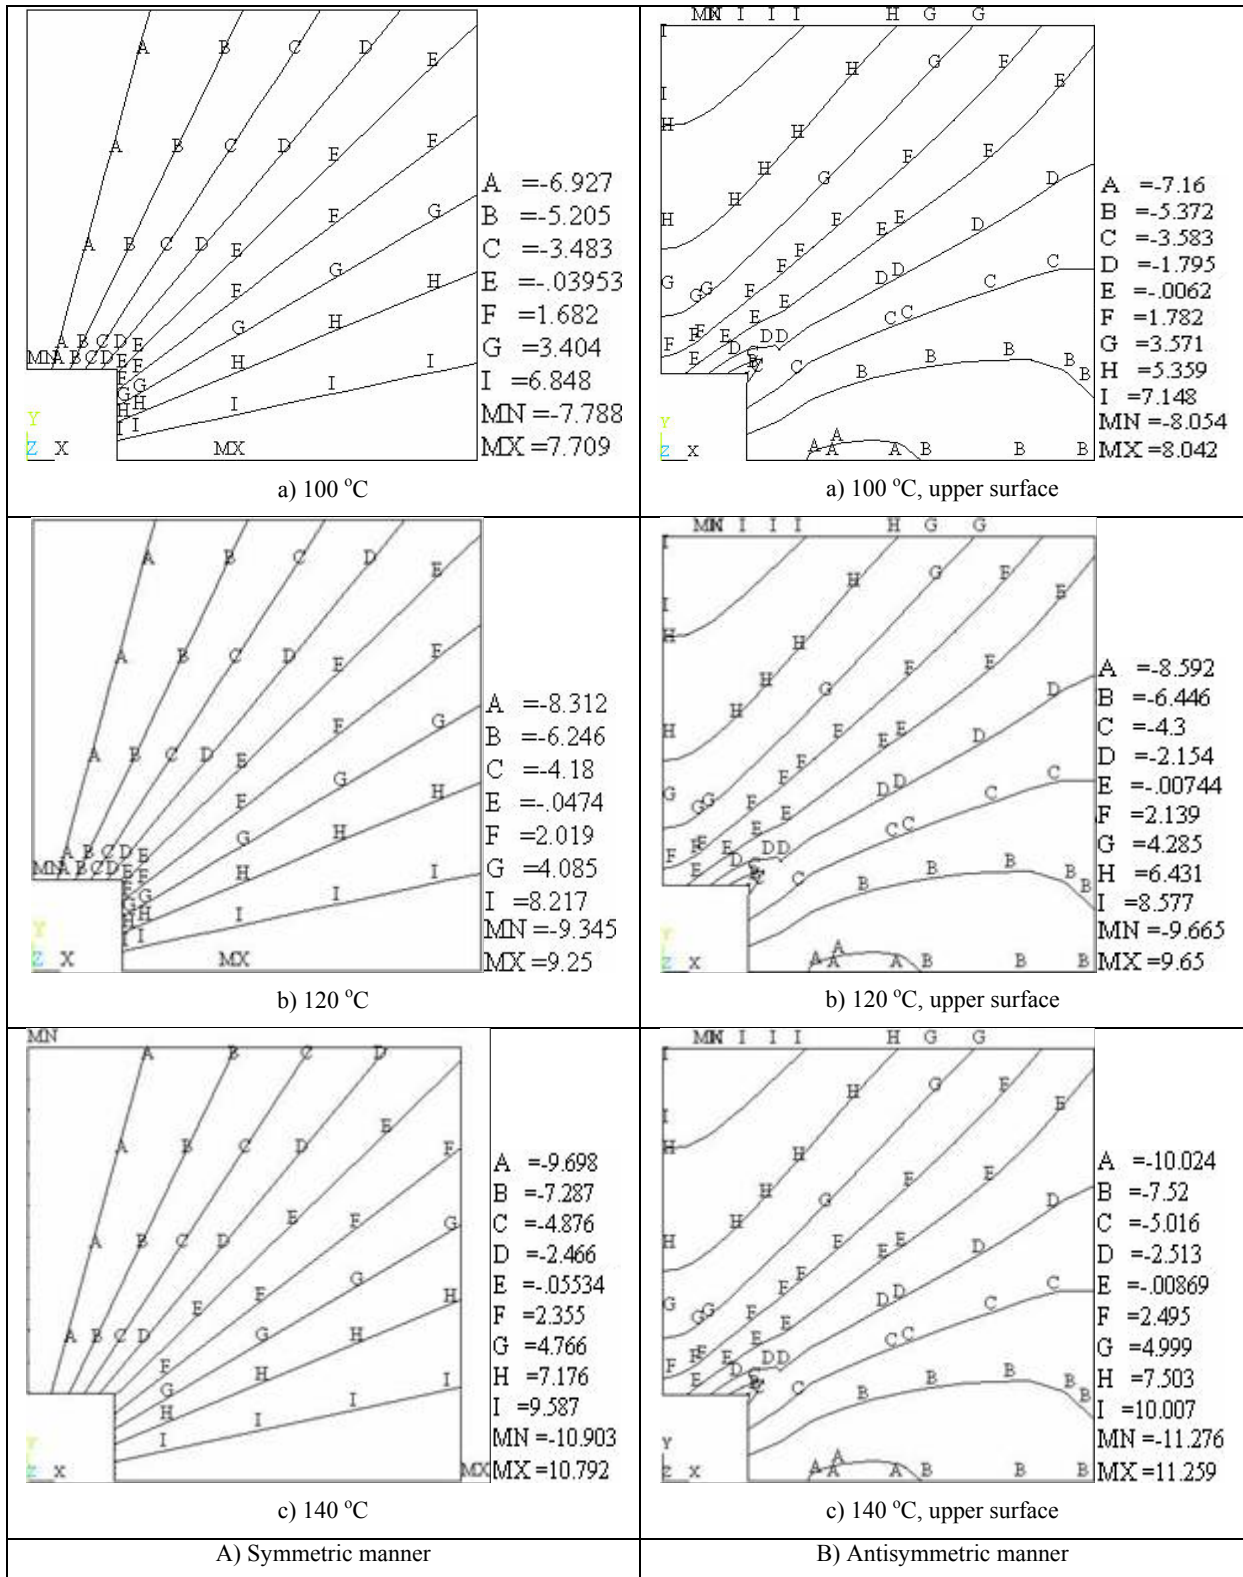 A =-6.927
B =-5.205
C =-3.483
E =-.03953
F =1.682
G =3.404
I =6.848
MN =-7.788
MX =7.709
Y
Z X
MX
a) 100 °C
MN I I I H G G
A =-7.16
B =-5.372
C =-3.583
D =-1.795
E =-.0062
F =1.782
G =3.571
H =5.359
I =7.148
MN =-8.054
MX =8.042
Y
Z X
a) 100 °C, upper surface
A =-8.312
B =-6.246
C =-4.18
E =-.0474
F =2.019
G =4.085
I =8.217
MN =-9.345
MX =9.25
Y
Z X
MX
b) 120 °C
MN I I I H G G
A =-8.592
B =-6.446
C =-4.3
D =-2.154
E =-.00744
F =2.139
G =4.285
H =6.431
I =8.577
MN =-9.665
MX =9.65
Y
Z X
b) 120 °C, upper surface
MN
A =-9.698
B =-7.287
C =-4.876
D =-2.466
E =-.05534
F =2.355
G =4.766
H =7.176
I =9.587
MN =-10.903
MX =10.792
Y
Z X
MX
c) 140 °C
MN I I I H G G
A =-10.024
B =-7.52
C =-5.016
D =-2.513
E =-.00869
F =2.495
G =4.999
H =7.503
I =10.007
MN =-11.276
MX =11.259
Y
Z X
c) 140 °C, upper surface
A) Symmetric manner
B) Antisymmetric manner